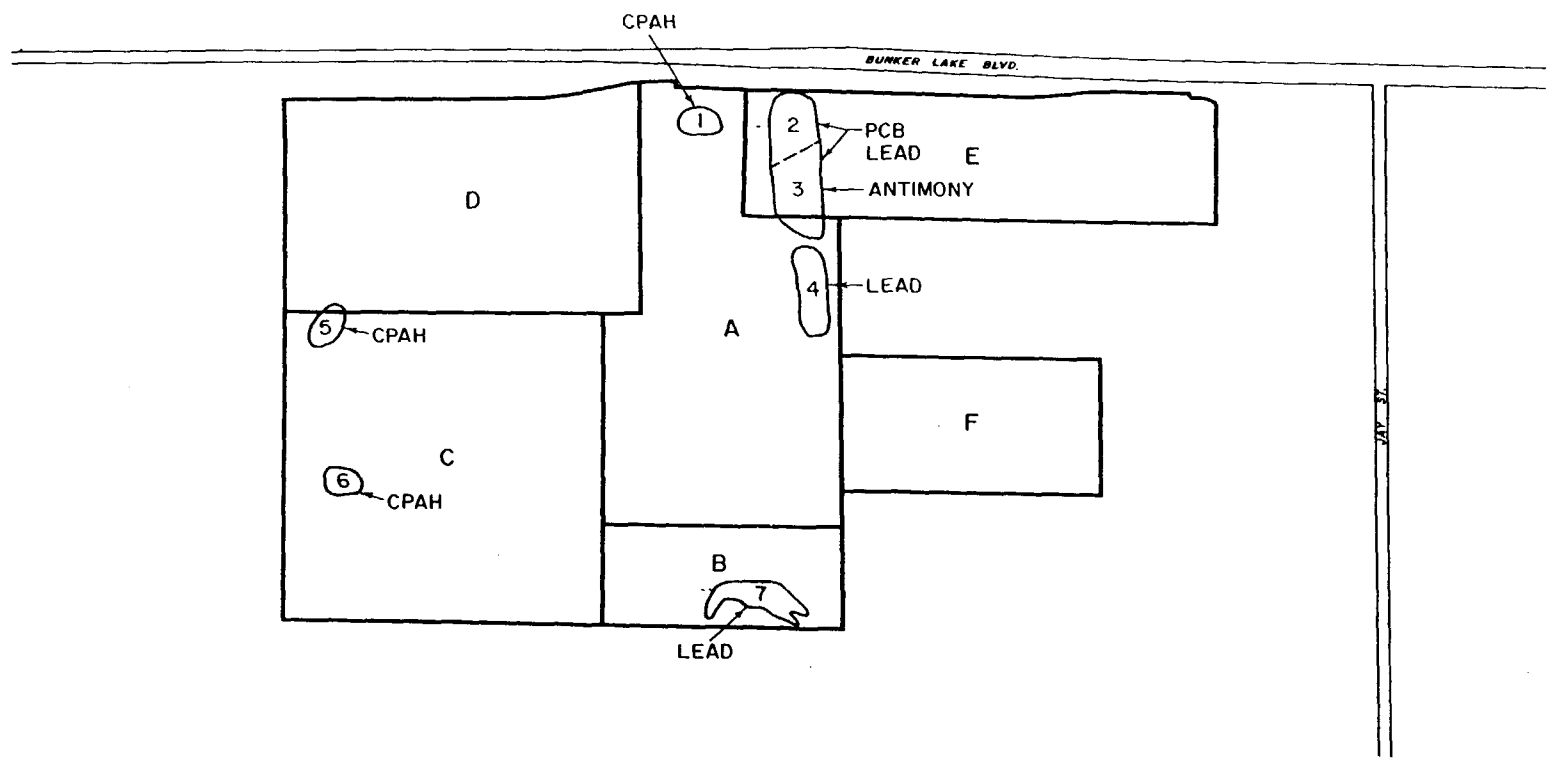 CPAH
BUNKER LAKE BLVD.
1
2
PCB
LEAD
E
3
ANTIMONY
D
4
LEAD
A
5
CPAH
F
C
6
CPAH
JAY ST.
B
7
LEAD